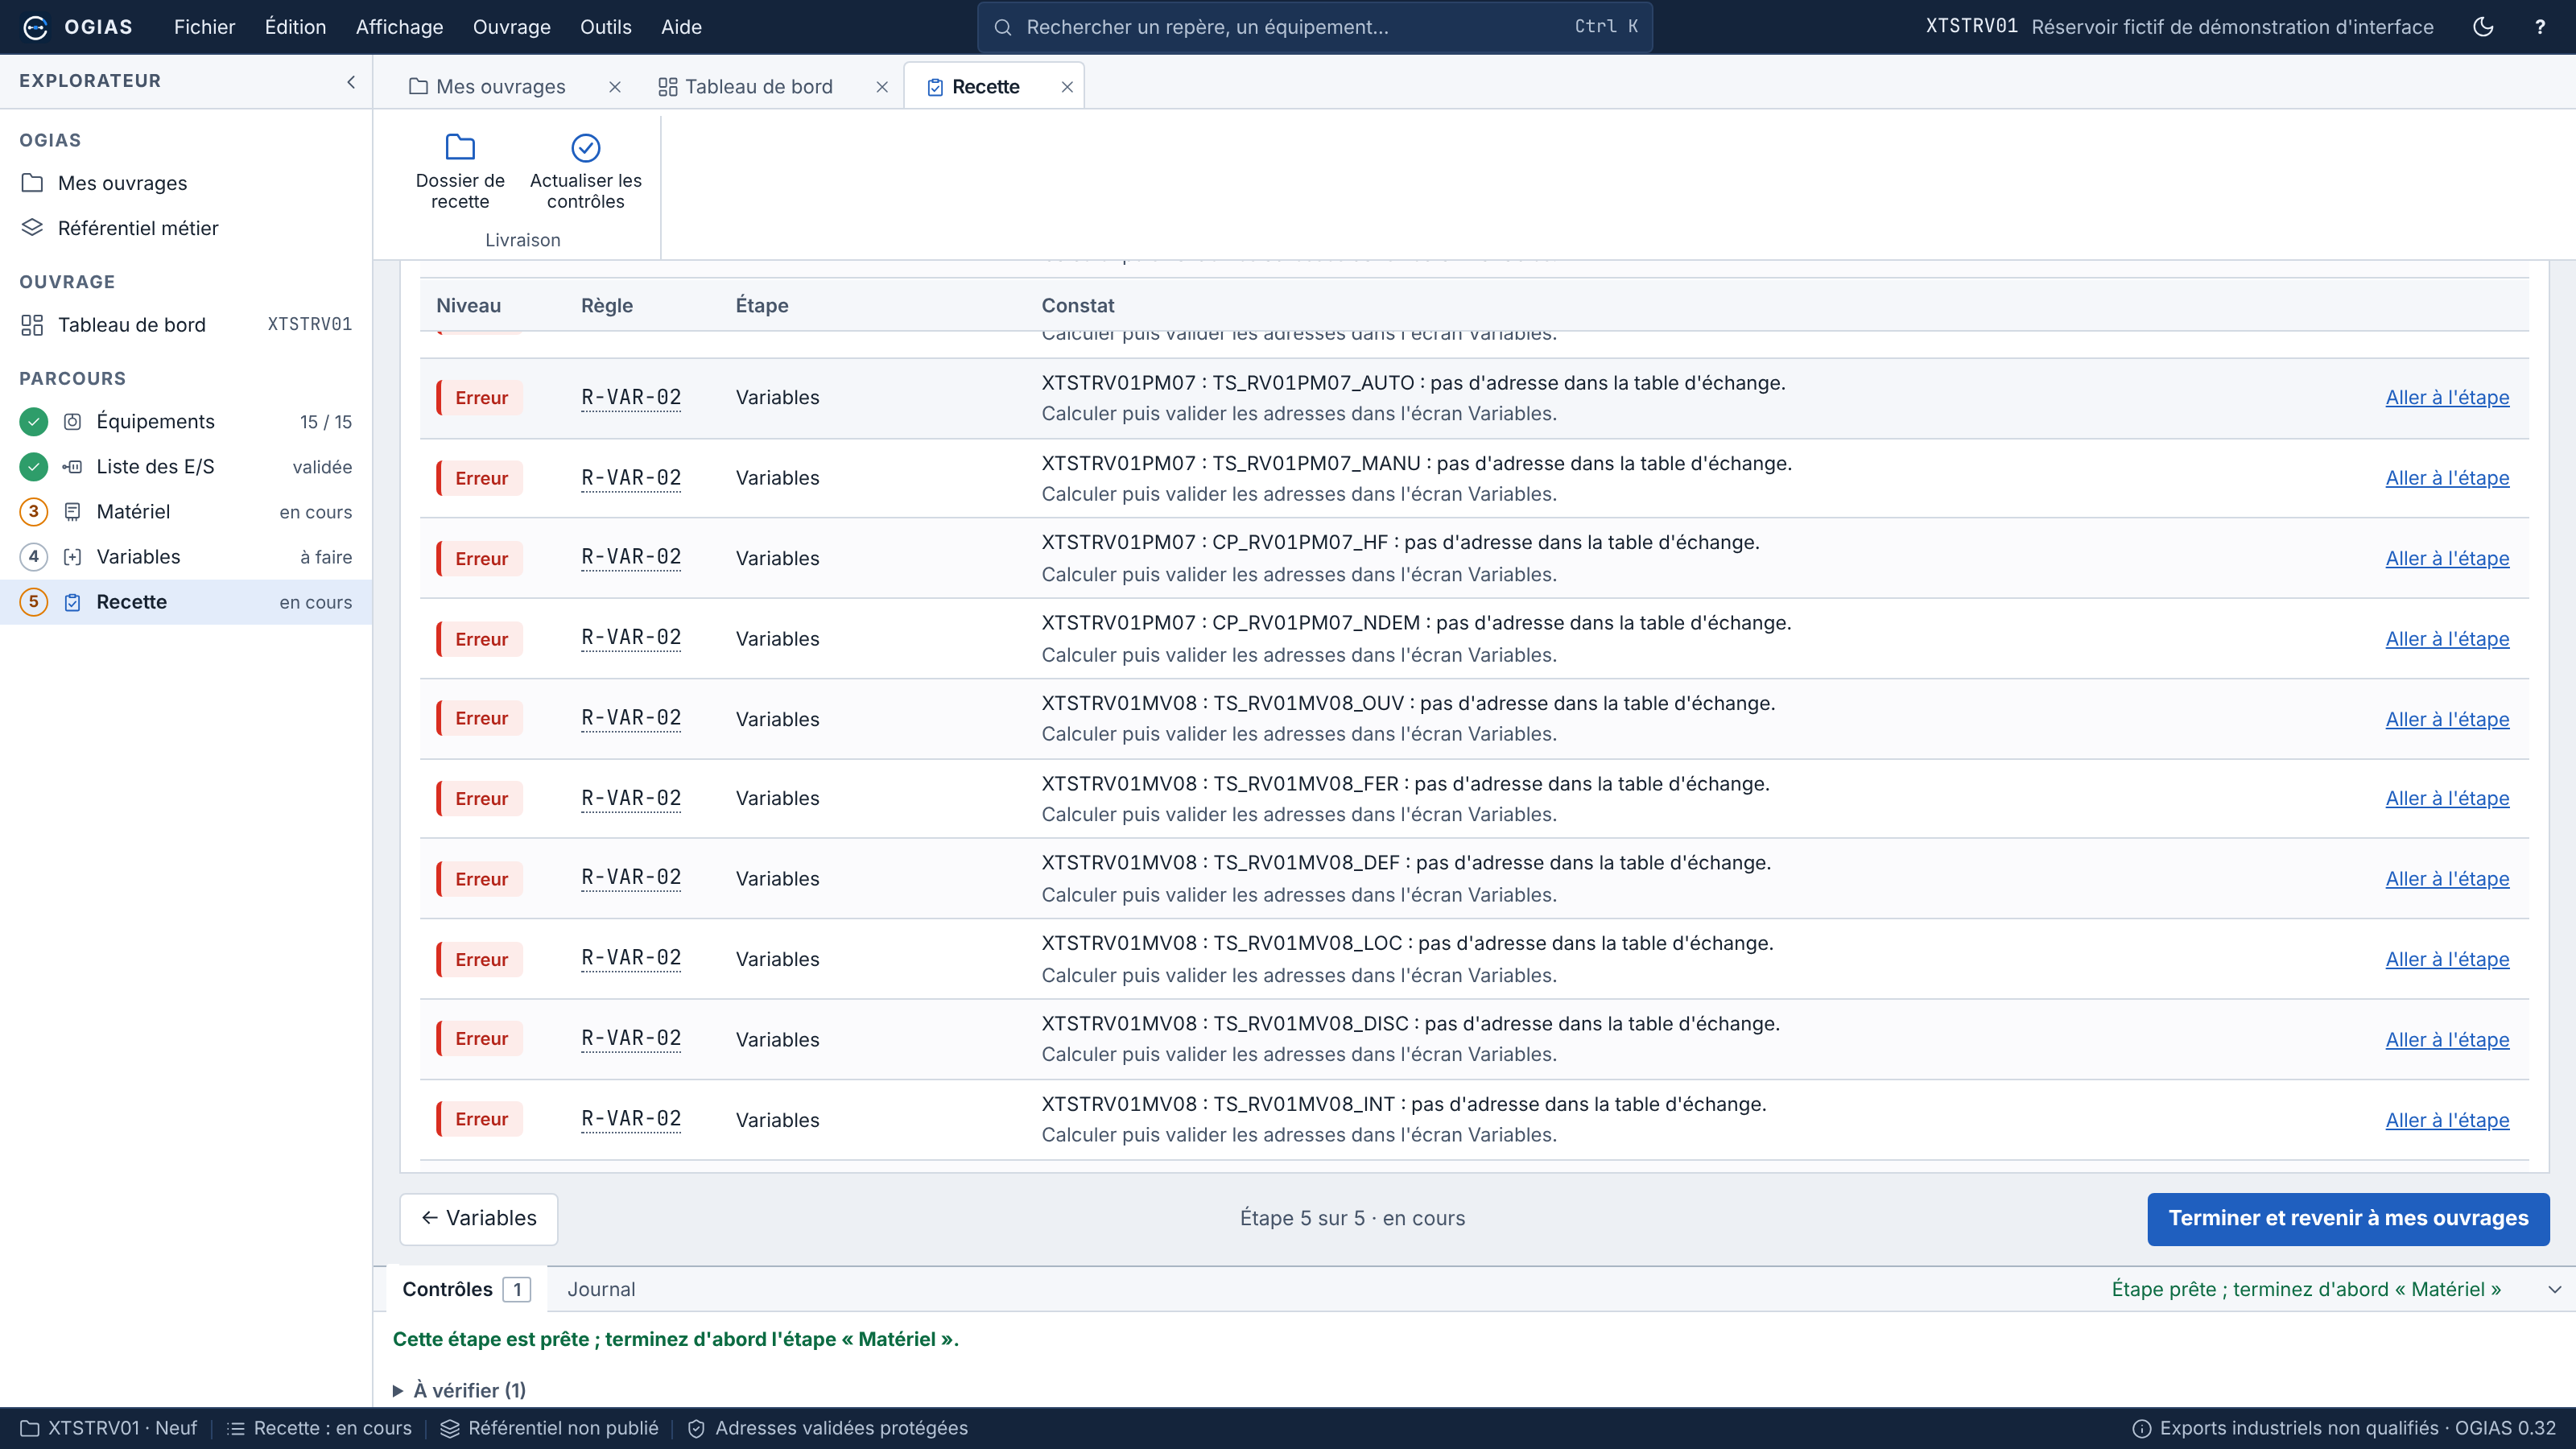 OGIAS Fichier Édition Affichage Ouvrage Outils Aide Rechercher un repère, un équipement... Ctrl K XTSTRV01 Réservoir fictif de démonstration d'interface ?
EXPLORATEUR
Mes ouvrages Tableau de bord Recette
OGIAS
Mes ouvrages
Référentiel métier
OUVRAGE
Tableau de bord XTSTRV01
PARCOURS
Équipements 15 / 15
Liste des E/S validée
3 Matériel en cours
4 Variables à faire
5 Recette en cours
Dossier de recette
Actualiser les contrôles
Livraison
Niveau Règle Étape Constat
Calculer puis valider les adresses dans l'écran Variables.
Erreur R-VAR-02 Variables XTSTRV01PM07 : TS_RV01PM07_AUTO : pas d'adresse dans la table d'échange. Aller à l'étape
Calculer puis valider les adresses dans l'écran Variables.
Erreur R-VAR-02 Variables XTSTRV01PM07 : TS_RV01PM07_MANU : pas d'adresse dans la table d'échange. Aller à l'étape
Calculer puis valider les adresses dans l'écran Variables.
Erreur R-VAR-02 Variables XTSTRV01PM07 : CP_RV01PM07_HF : pas d'adresse dans la table d'échange. Aller à l'étape
Calculer puis valider les adresses dans l'écran Variables.
Erreur R-VAR-02 Variables XTSTRV01PM07 : CP_RV01PM07_NDEM : pas d'adresse dans la table d'échange. Aller à l'étape
Calculer puis valider les adresses dans l'écran Variables.
Erreur R-VAR-02 Variables XTSTRV01MV08 : TS_RV01MV08_OUV : pas d'adresse dans la table d'échange. Aller à l'étape
Calculer puis valider les adresses dans l'écran Variables.
Erreur R-VAR-02 Variables XTSTRV01MV08 : TS_RV01MV08_FER : pas d'adresse dans la table d'échange. Aller à l'étape
Calculer puis valider les adresses dans l'écran Variables.
Erreur R-VAR-02 Variables XTSTRV01MV08 : TS_RV01MV08_DEF : pas d'adresse dans la table d'échange. Aller à l'étape
Calculer puis valider les adresses dans l'écran Variables.
Erreur R-VAR-02 Variables XTSTRV01MV08 : TS_RV01MV08_LOC : pas d'adresse dans la table d'échange. Aller à l'étape
Calculer puis valider les adresses dans l'écran Variables.
Erreur R-VAR-02 Variables XTSTRV01MV08 : TS_RV01MV08_DISC : pas d'adresse dans la table d'échange. Aller à l'étape
Calculer puis valider les adresses dans l'écran Variables.
Erreur R-VAR-02 Variables XTSTRV01MV08 : TS_RV01MV08_INT : pas d'adresse dans la table d'échange. Aller à l'étape
Calculer puis valider les adresses dans l'écran Variables.
← Variables Étape 5 sur 5 · en cours Terminer et revenir à mes ouvrages
Contrôles 1 Journal Étape prête ; terminez d'abord « Matériel »
Cette étape est prête ; terminez d'abord l'étape « Matériel ».
À vérifier (1)
XTSTRV01 · Neuf Recette : en cours Référentiel non publié Adresses validées protégées Exports industriels non qualifiés · OGIAS 0.32